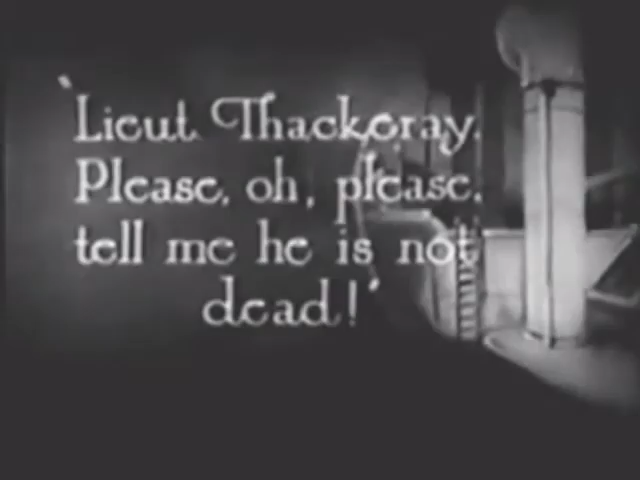 'Lieut. Thackeray.
Please, oh, please,
tell me he is not
dead!'